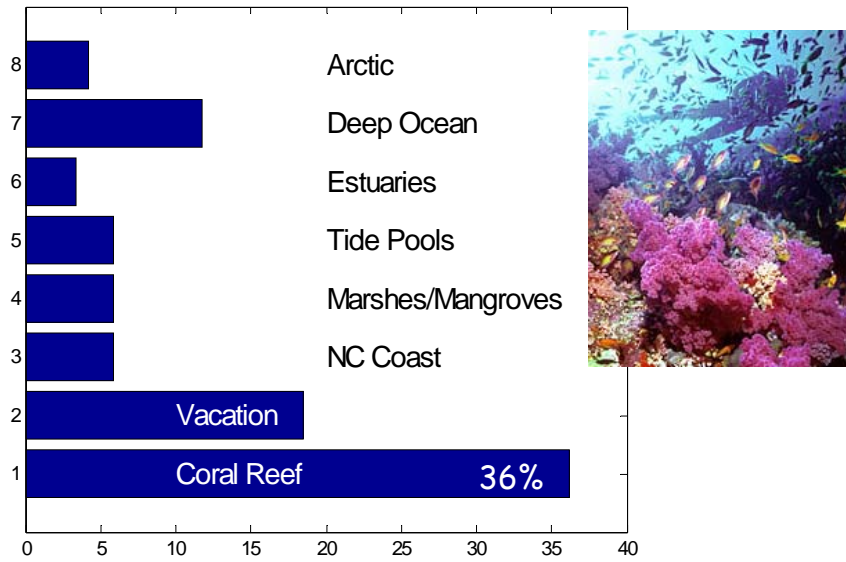 8 Arctic
7 Deep Ocean
6 Estuaries
5 Tide Pools
4 Marshes/Mangroves
3 NC Coast
2 Vacation
1 Coral Reef 36%
0 5 10 15 20 25 30 35 40